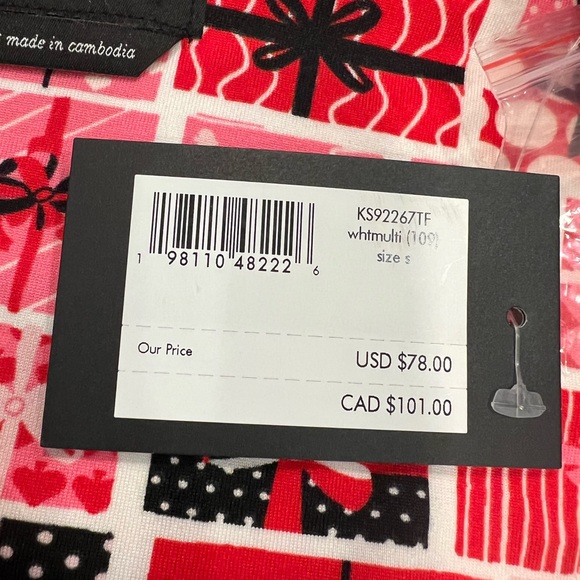 made in cambodia
KS92267TF
whtmulti (109)
size s
1 98110 48222 6
Our Price
USD $78.00
CAD $101.00